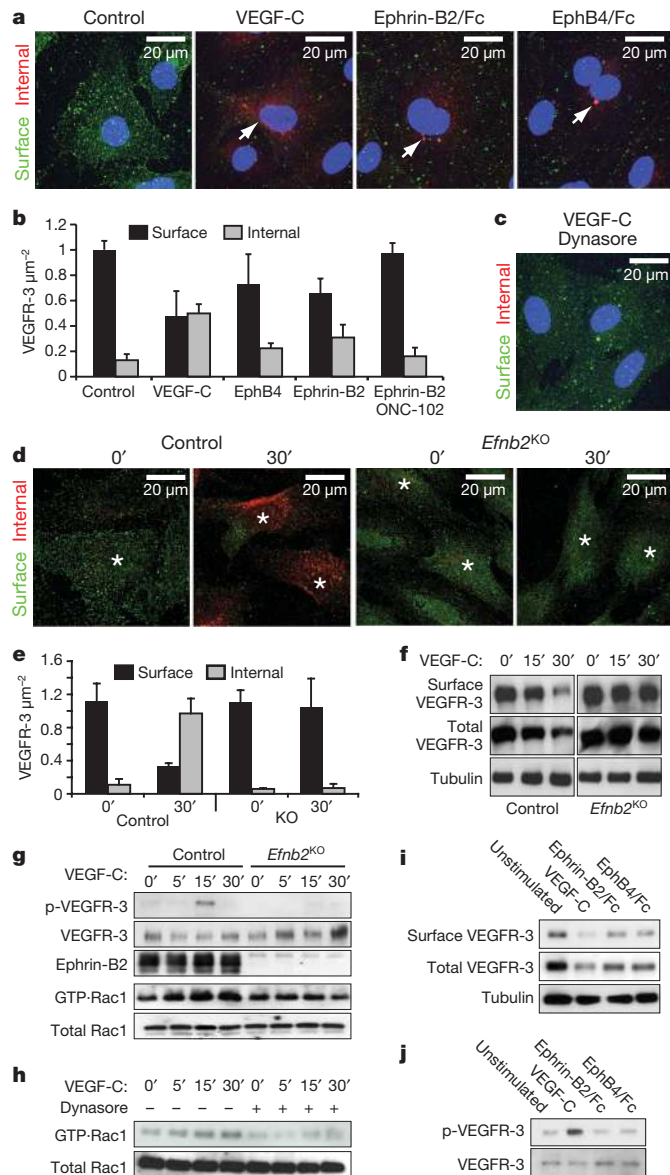 a
Control
VEGF-C
Ephrin-B2/Fc
EphB4/Fc
Surface Internal
20 µm
20 µm
20 µm
20 µm
b
VEGFR-3 µm–2
1.2
1
0.8
0.6
0.4
0.2
0
Surface
Internal
Control
VEGF-C
EphB4
Ephrin-B2
Ephrin-B2
ONC-102
c
VEGF-C
Dynasore
Surface Internal
20 µm
d
Control
Efnb2KO
0′
30′
0′
30′
Surface Internal
20 µm
20 µm
20 µm
20 µm
*
*
*
*
*
*
*
e
VEGFR-3 µm–2
1.6
1.2
0.8
0.4
0
Surface
Internal
0′
30′
0′
30′
Control
KO
f
VEGF-C: 0′ 15′ 30′ 0′ 15′ 30′
Surface
VEGFR-3
Total
VEGFR-3
Tubulin
Control
Efnb2KO
g
Control
Efnb2KO
VEGF-C: 0′ 5′ 15′ 30′ 0′ 5′ 15′ 30′
p-VEGFR-3
VEGFR-3
Ephrin-B2
GTP·Rac1
Total Rac1
h
VEGF-C: 0′ 5′ 15′ 30′ 0′ 5′ 15′ 30′
Dynasore – – – – + + + +
GTP·Rac1
Total Rac1
i
Unstimulated
VEGF-C
Ephrin-B2/Fc
EphB4/Fc
Surface VEGFR-3
Total VEGFR-3
Tubulin
j
Unstimulated
VEGF-C
Ephrin-B2/Fc
EphB4/Fc
p-VEGFR-3
VEGFR-3